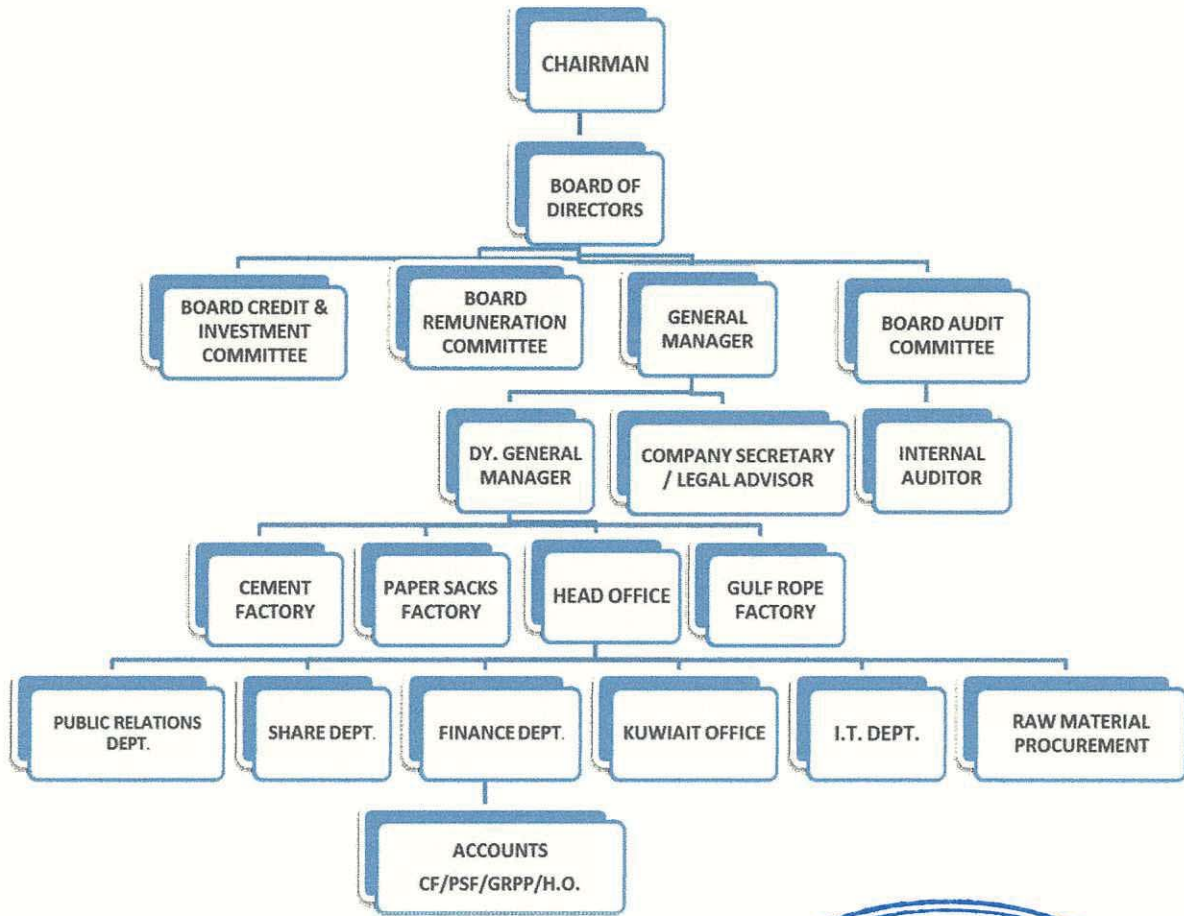 CHAIRMAN
BOARD OF
DIRECTORS
BOARD CREDIT &
INVESTMENT
COMMITTEE
BOARD
REMUNERATION
COMMITTEE
GENERAL
MANAGER
BOARD AUDIT
COMMITTEE
DY. GENERAL
MANAGER
COMPANY SECRETARY
/ LEGAL ADVISOR
INTERNAL
AUDITOR
CEMENT
FACTORY
PAPER SACKS
FACTORY
HEAD OFFICE
GULF ROPE
FACTORY
PUBLIC RELATIONS
DEPT.
SHARE DEPT.
FINANCE DEPT.
KUWIAIT OFFICE
I.T. DEPT.
RAW MATERIAL
PROCUREMENT
ACCOUNTS
CF/PSF/GRPP/H.O.